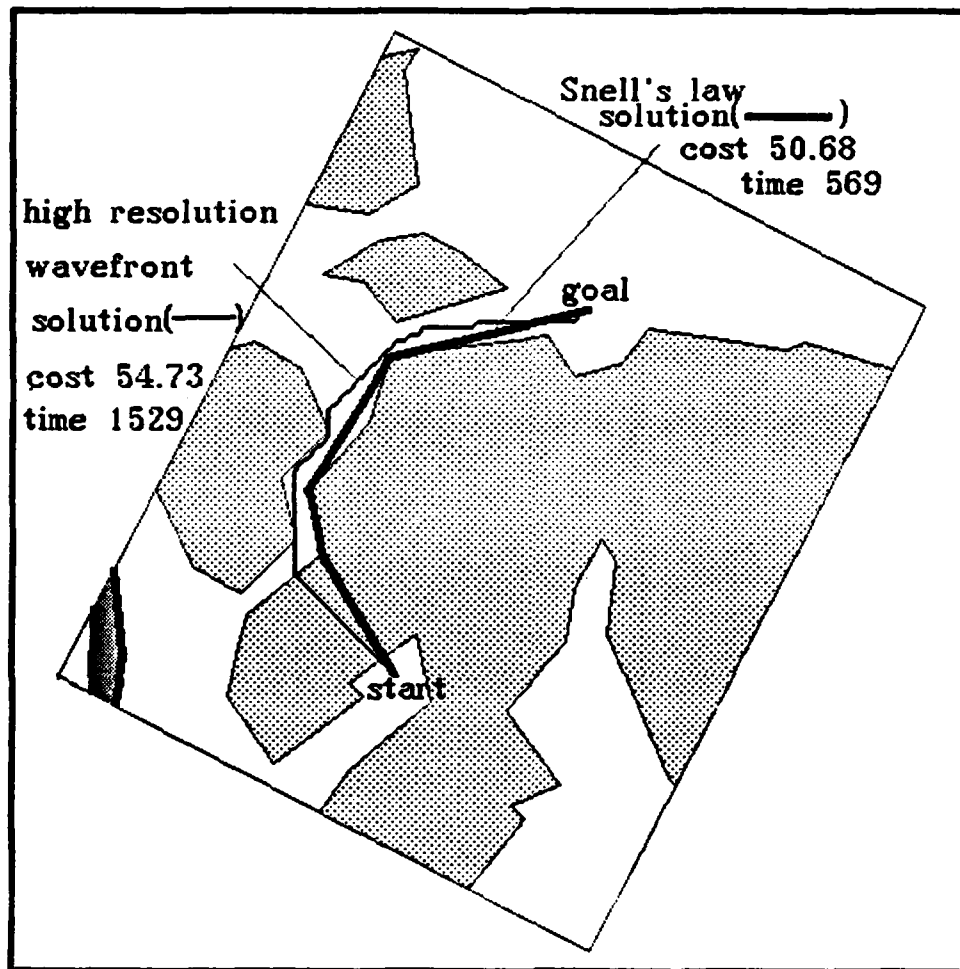 Snell's law
solution( )
cost 50.68
time 569
high resolution
wavefront
solution( )
cost 54.73
time 1529
goal
start